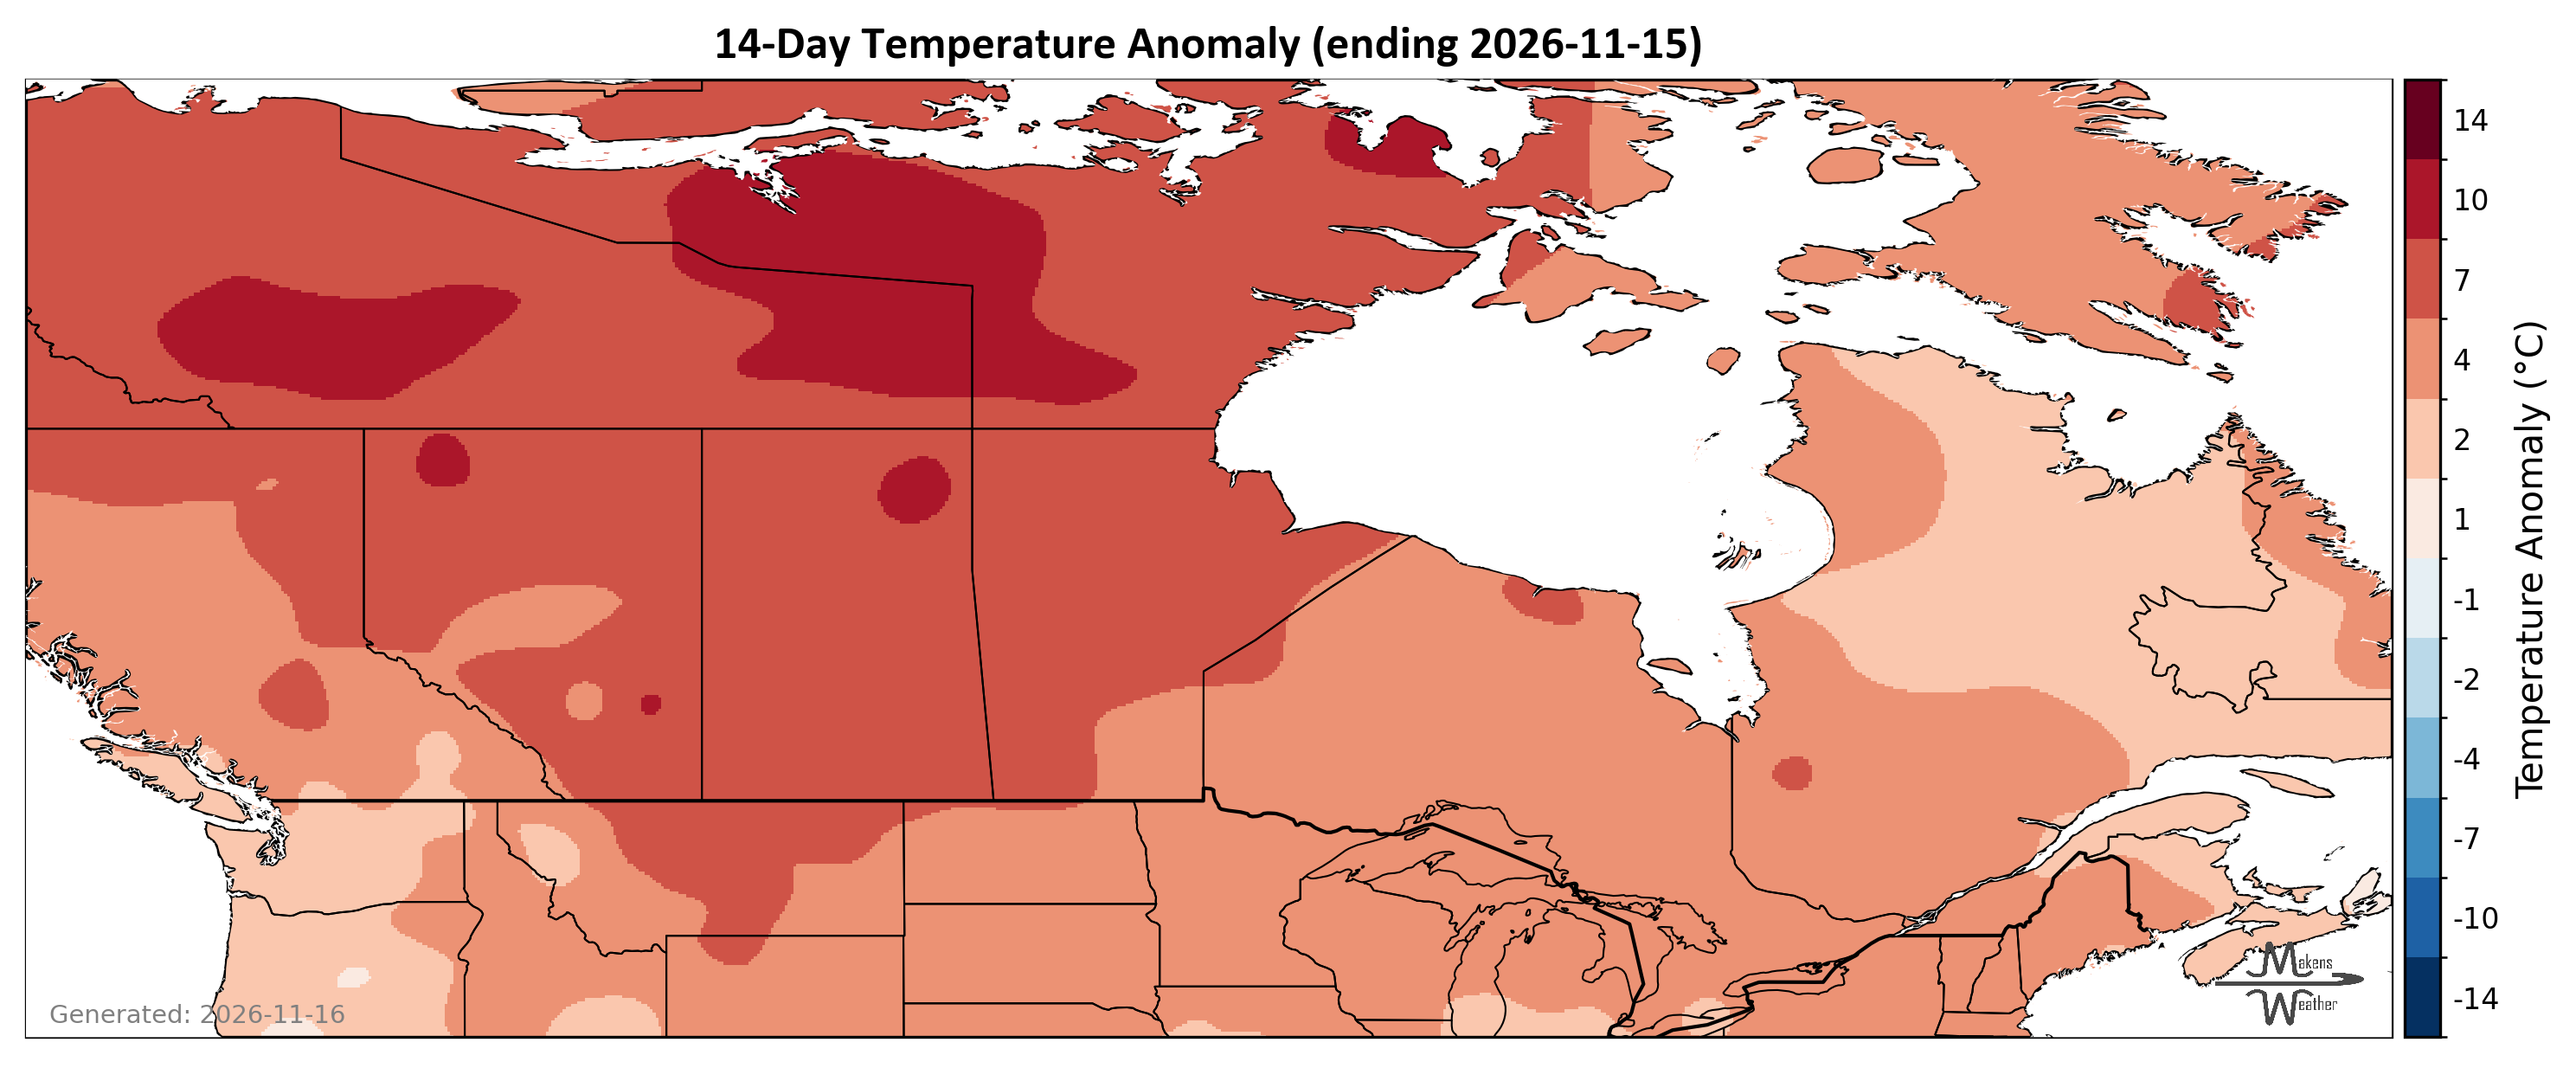 14-Day Temperature Anomaly (ending 2026-11-15)
14
10
7
4
2
1
-1
-2
-4
-7
-10
-14
Temperature Anomaly (°C)
Makens
Weather
Generated: 2026-11-16